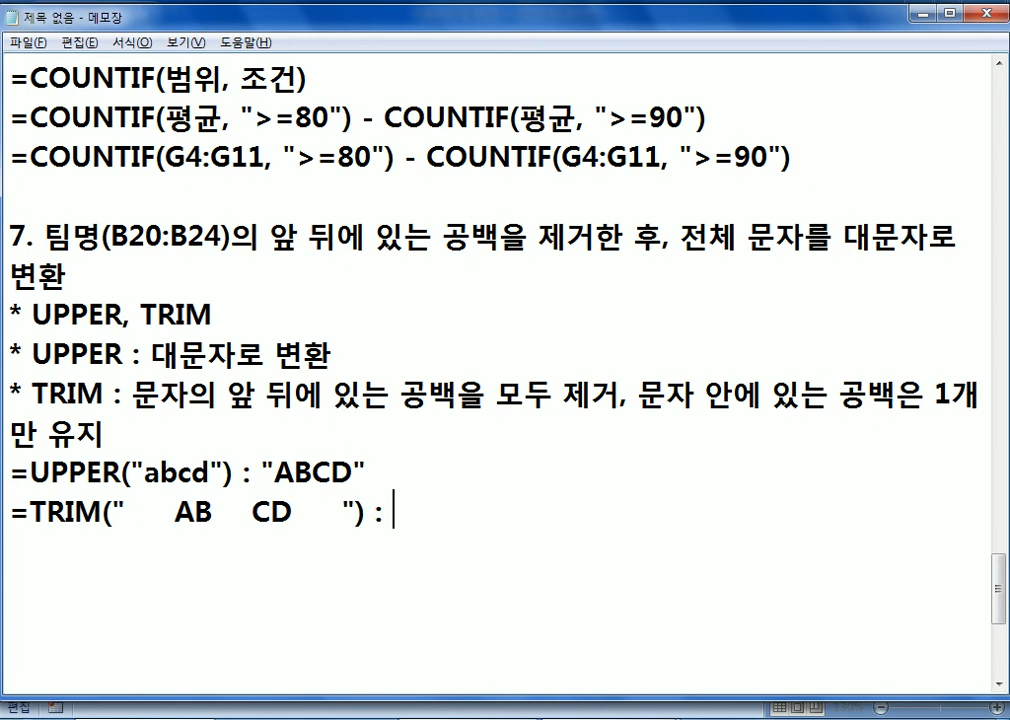 제목 없음 - 메모장
파일(F) 편집(E) 서식(O) 보기(V) 도움말(H)
=COUNTIF(범위, 조건)
=COUNTIF(평균, ">=80") - COUNTIF(평균, ">=90")
=COUNTIF(G4:G11, ">=80") - COUNTIF(G4:G11, ">=90")
7. 팀명(B20:B24)의 앞 뒤에 있는 공백을 제거한 후, 전체 문자를 대문자로
변환
* UPPER, TRIM
* UPPER : 대문자로 변환
* TRIM : 문자의 앞 뒤에 있는 공백을 모두 제거, 문자 안에 있는 공백은 1개
만 유지
=UPPER("abcd") : "ABCD"
=TRIM("      AB     CD      ") :
편집